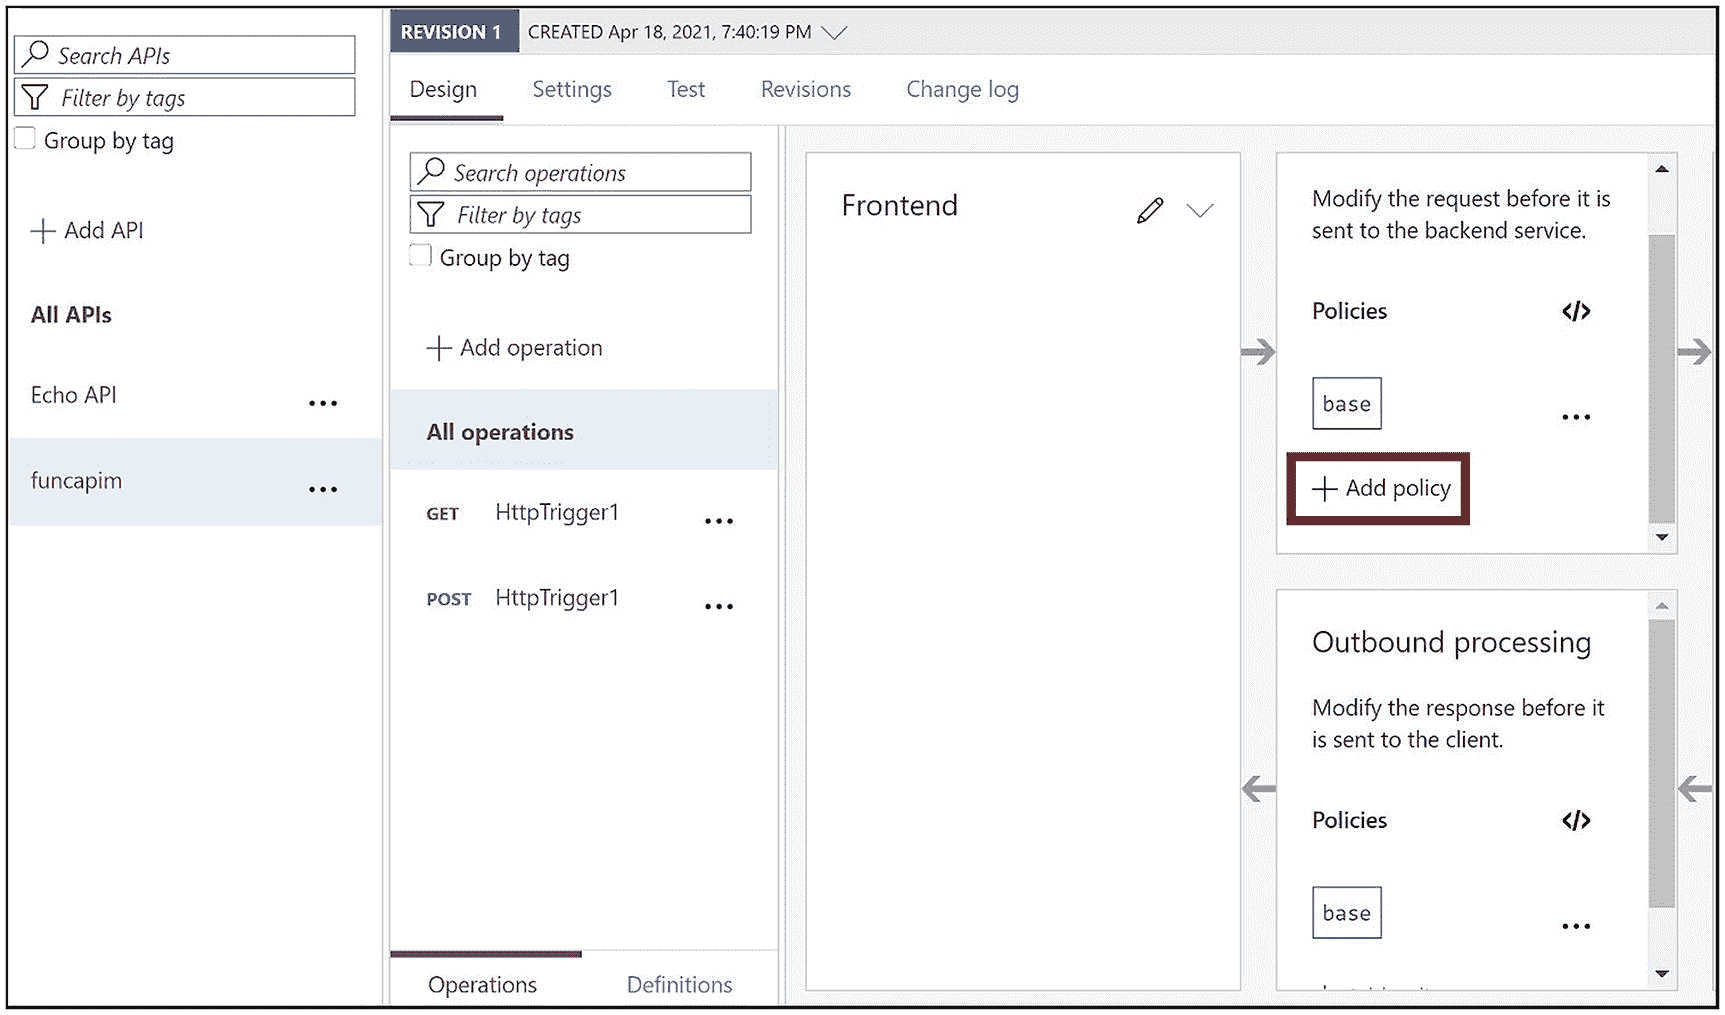 Search APIs
Filter by tags
Group by tag
Add API
All APIs
Echo API
funcapim
REVISION 1 CREATED Apr 18, 2021, 7:40:19 PM
Design Settings Test Revisions Change log
Search operations
Filter by tags
Group by tag
Add operation
All operations
GET HttpTrigger1
POST HttpTrigger1
Operations Definitions
Frontend
Modify the request before it is
sent to the backend service.
Policies </>
base
Add policy
Outbound processing
Modify the response before it
is sent to the client.
Policies </>
base